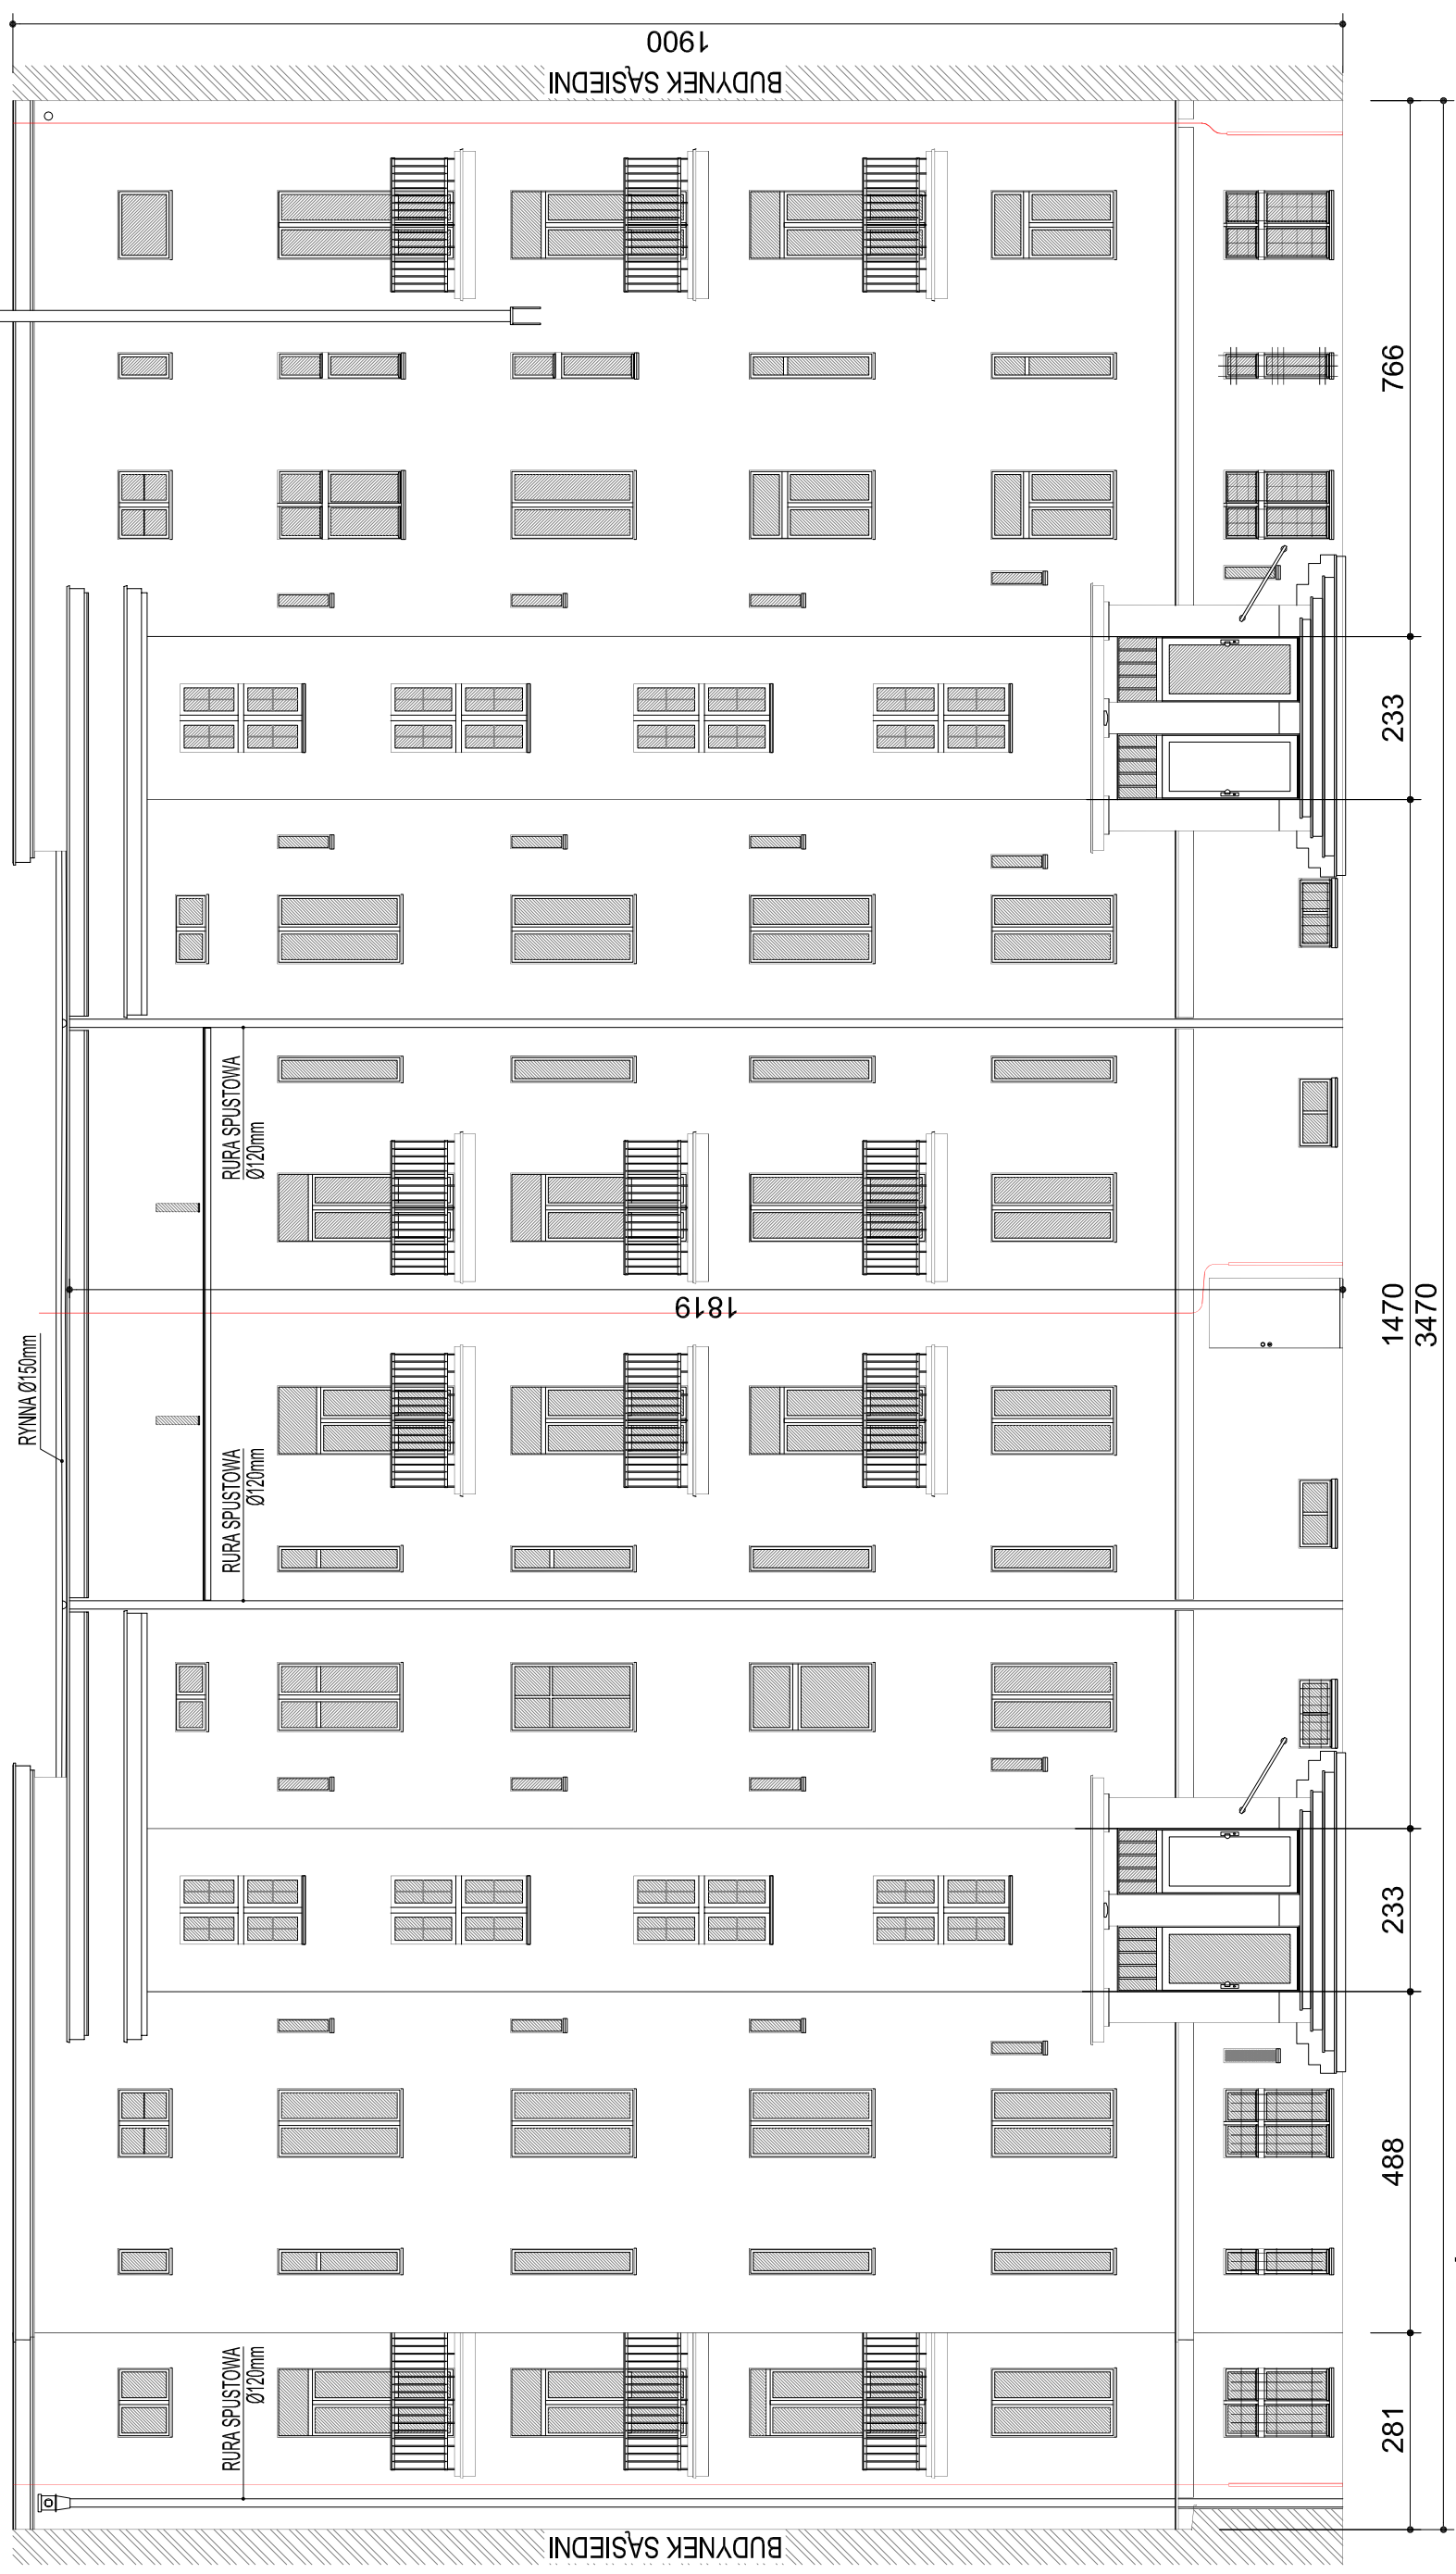 BUDYNEK SĄSIEDNI
RURA SPUSTOWA
Ø120mm
RURA SPUSTOWA
Ø120mm
RYNNA Ø150mm
RURA SPUSTOWA
Ø120mm
BUDYNEK SĄSIEDNI
1819
1900
281
488
233
1470
233
766
3470